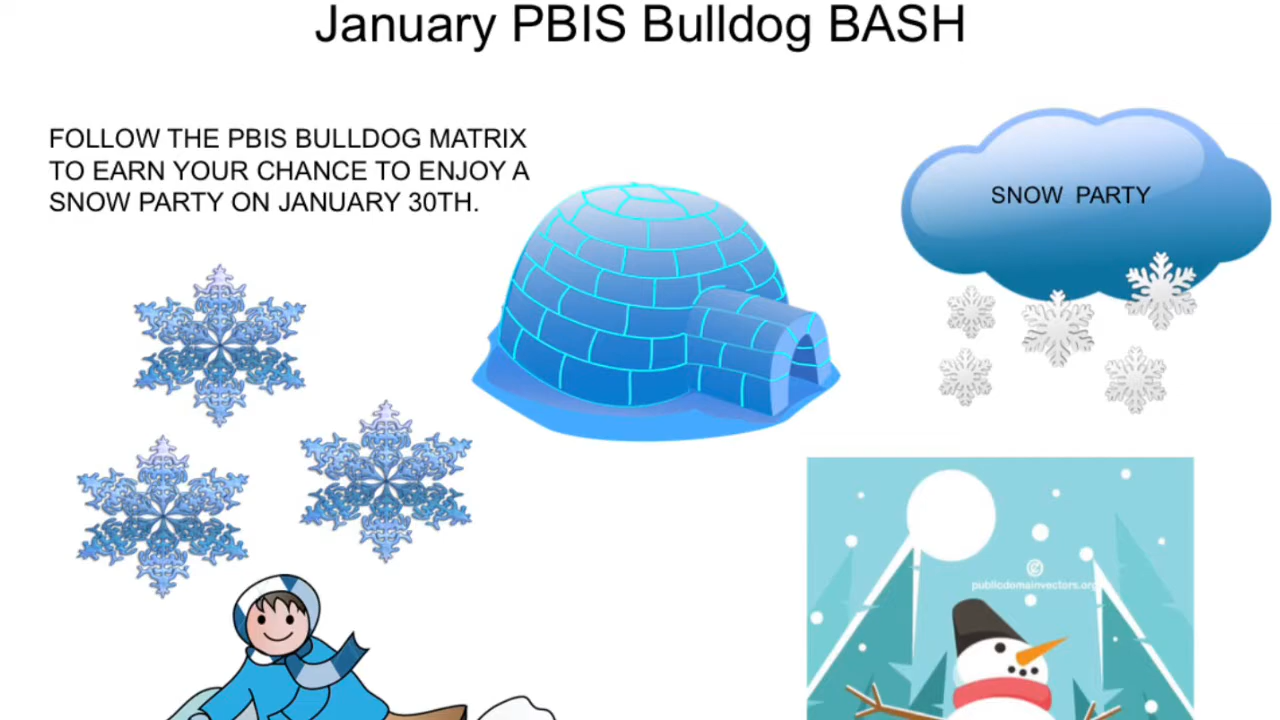 January PBIS Bulldog BASH
FOLLOW THE PBIS BULLDOG MATRIX
TO EARN YOUR CHANCE TO ENJOY A
SNOW PARTY ON JANUARY 30TH.
SNOW PARTY
publicdomainvectors.org